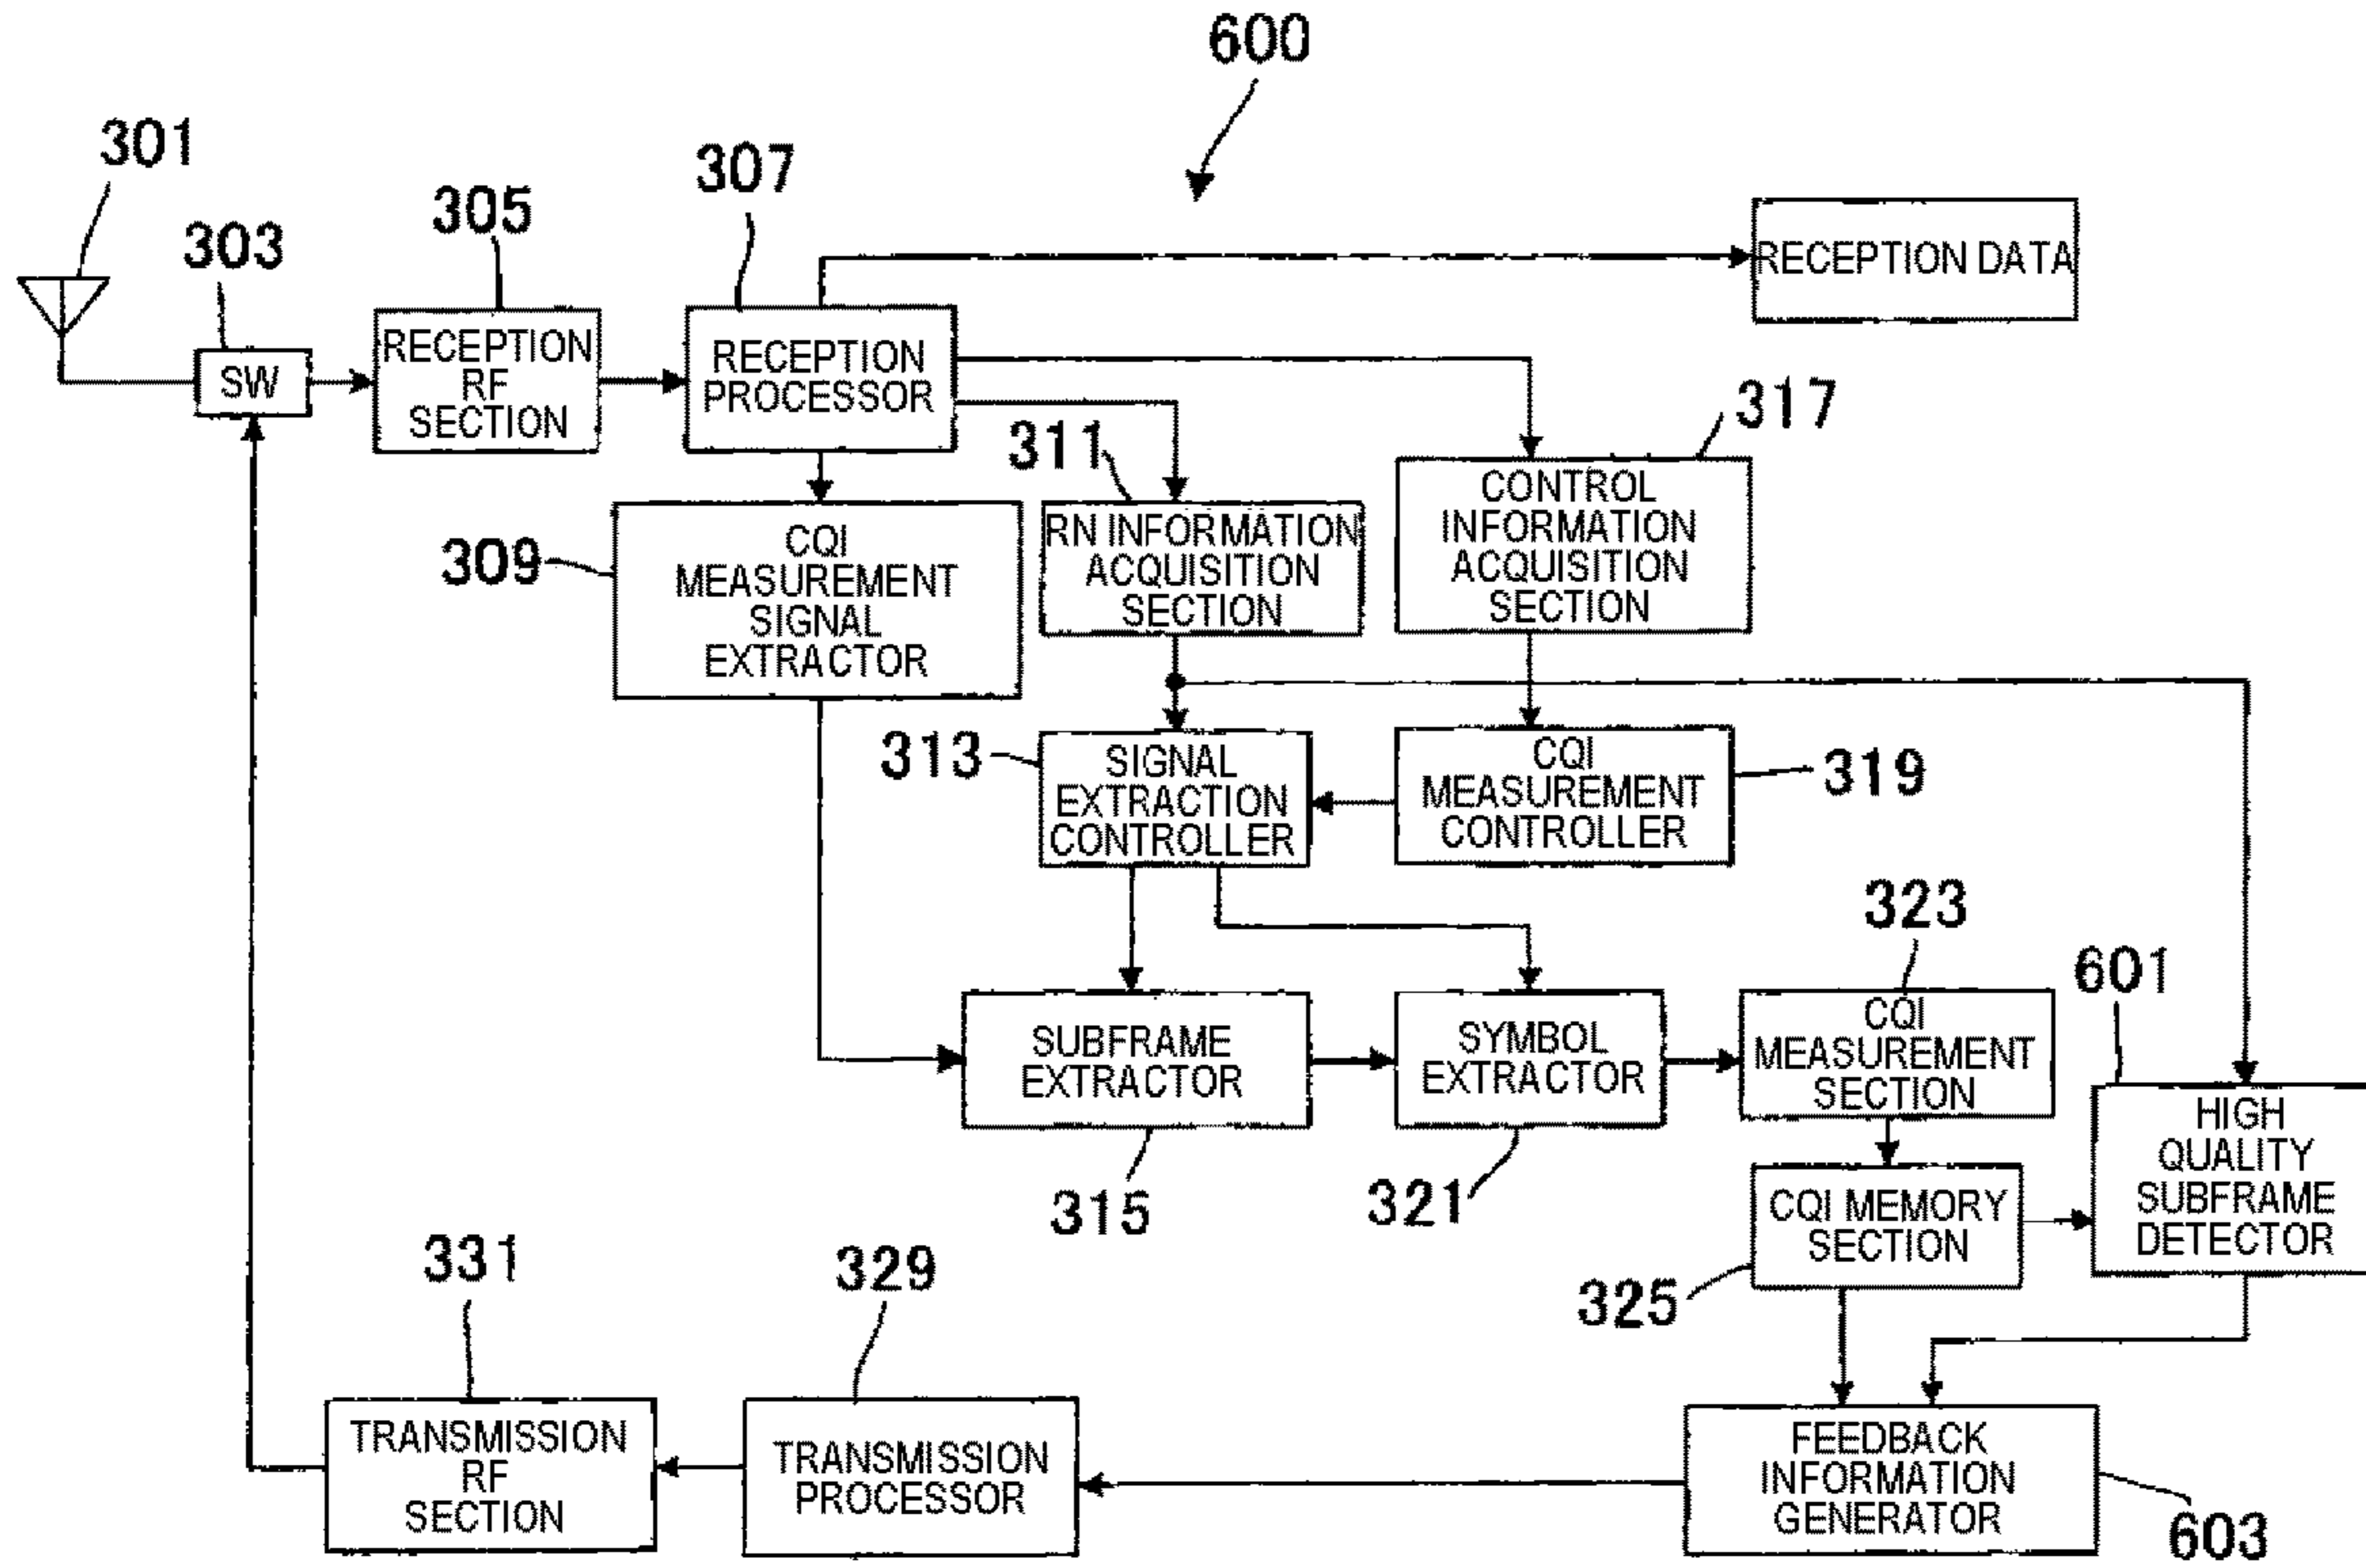 600
301
303
305
307
RECEPTION DATA
SW
RECEPTION
RF
SECTION
RECEPTION
PROCESSOR
311
317
309
CQI
MEASUREMENT
SIGNAL
EXTRACTOR
RN INFORMATION
ACQUISITION
SECTION
CONTROL
INFORMATION
ACQUISITION
SECTION
313
SIGNAL
EXTRACTION
CONTROLLER
CQI
MEASUREMENT
CONTROLLER
319
323
601
SUBFRAME
EXTRACTOR
SYMBOL
EXTRACTOR
CQI
MEASUREMENT
SECTION
HIGH
QUALITY
SUBFRAME
DETECTOR
315
321
CQI MEMORY
SECTION
325
331
329
TRANSMISSION
RF
SECTION
TRANSMISSION
PROCESSOR
FEEDBACK
INFORMATION
GENERATOR
603